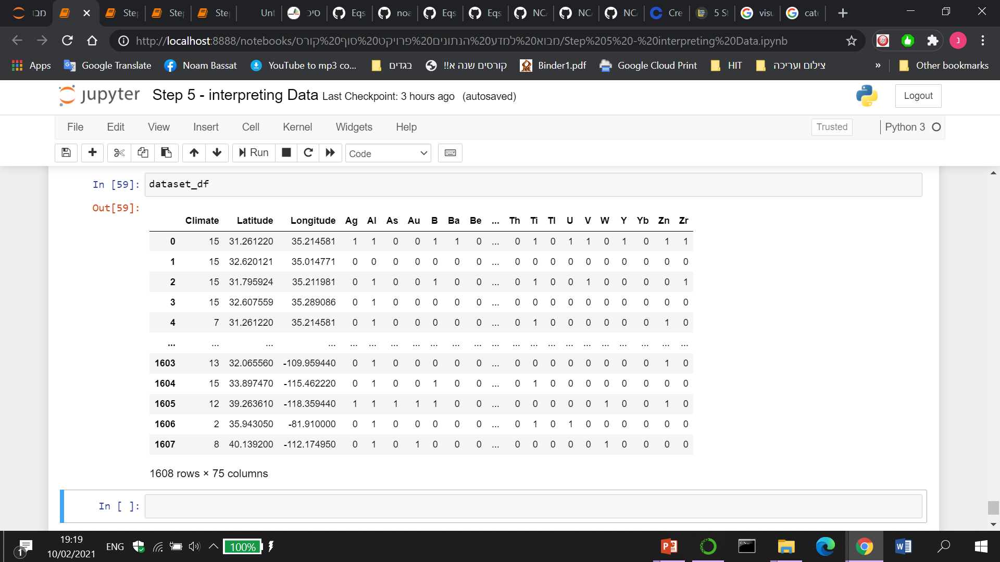 מבו Step Step Step Unt סיכ Eqs noa Eqs Eqs NCA NCA NCA Cre 5 St visu cate
http://localhost:8888/notebooks/מבוא%20למדע%20הנתונים%20פרויקט%20סוף%20קורס/Step%205%20-%20interpreting%20Data.ipynb נ
Apps Google Translate Noam Bassat YouTube to mp3 co... בגדים קורסים שנה א!! Binder1.pdf Google Cloud Print HIT צילום ועריכה » Other bookmarks
jupyter Step 5 - interpreting Data Last Checkpoint: 3 hours ago (autosaved) Logout
File Edit View Insert Cell Kernel Widgets Help Trusted Python 3
Run Code
In [59]: dataset_df
Out[59]:
Climate Latitude Longitude Ag Al As Au B Ba Be ... Th Ti Tl U V W Y Yb Zn Zr
0 15 31.261220 35.214581 1 1 0 0 1 1 0 ... 0 1 0 1 1 0 1 0 1 1
1 15 32.620121 35.014771 0 0 0 0 0 0 0 ... 0 0 0 0 0 0 0 0 0 0
2 15 31.795924 35.211981 0 1 0 0 1 0 0 ... 0 1 0 0 1 0 0 0 0 1
3 15 32.607559 35.289086 0 1 0 0 0 0 0 ... 0 0 0 0 0 0 0 0 0 0
4 7 31.261220 35.214581 0 1 0 0 0 0 0 ... 0 1 0 0 0 0 0 0 1 0
... ... ... ... ... ... ... ... ... ... ... ... ... ... ... ... ... ... ... ... ... ...
1603 13 32.065560 -109.959440 0 1 0 0 0 0 0 ... 0 0 0 0 0 0 0 0 1 0
1604 15 33.897470 -115.462220 0 1 0 0 1 0 0 ... 0 1 0 0 0 0 0 0 0 0
1605 12 39.263610 -118.359440 1 1 1 1 1 0 0 ... 0 0 0 0 0 1 0 0 1 0
1606 2 35.943050 -81.910000 0 1 0 0 0 0 0 ... 0 1 0 1 0 0 0 0 0 0
1607 8 40.139200 -112.174950 0 1 0 1 0 0 0 ... 0 0 0 0 0 1 0 0 0 0
1608 rows × 75 columns
In [ ]:
1 19:19 ENG 100%
10/02/2021